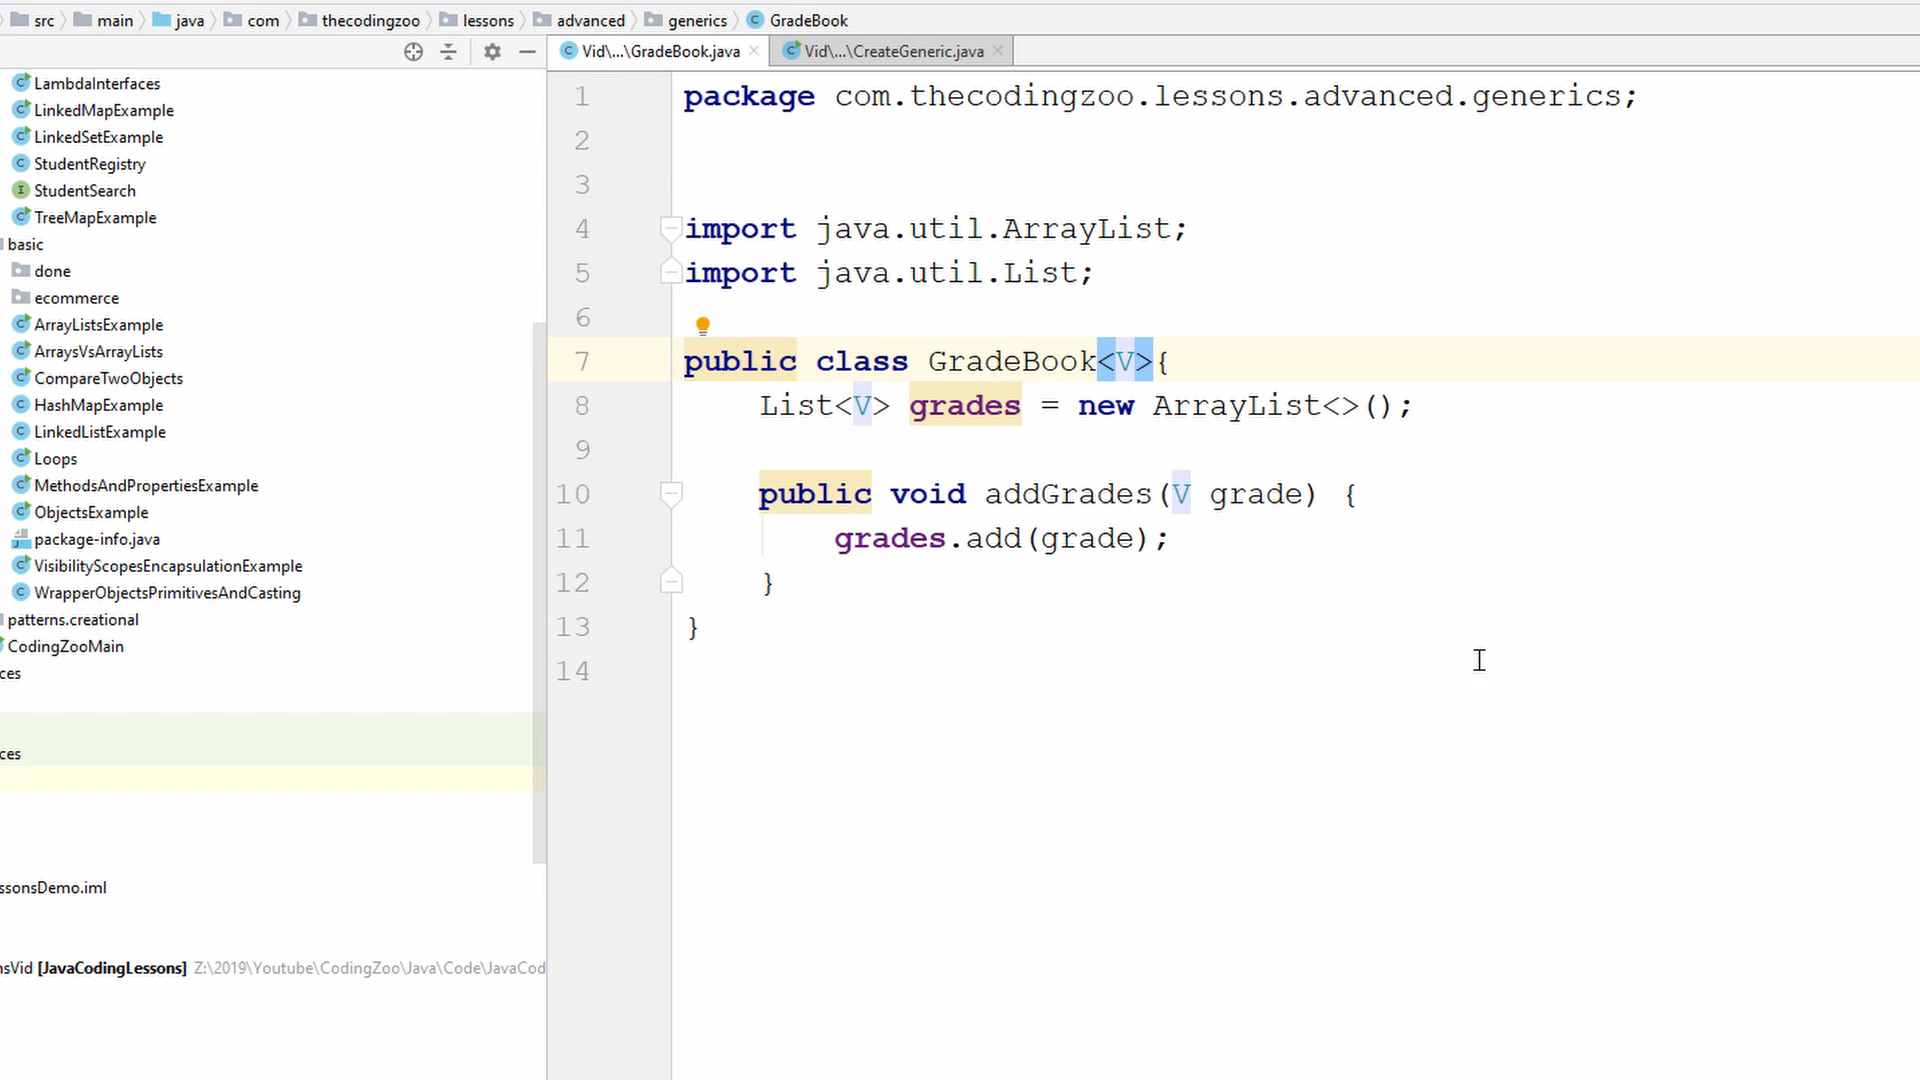 src main java com thecodingzoo lessons advanced generics GradeBook
Vid\...\GradeBook.java Vid\...\CreateGeneric.java
LambdaInterfaces
LinkedMapExample
LinkedSetExample
StudentRegistry
StudentSearch
TreeMapExample
basic
done
ecommerce
ArrayListsExample
ArraysVsArrayLists
CompareTwoObjects
HashMapExample
LinkedListExample
Loops
MethodsAndPropertiesExample
ObjectsExample
package-info.java
VisibilityScopesEncapsulationExample
WrapperObjectsPrimitivesAndCasting
patterns.creational
CodingZooMain
ces
ces
ssonsDemo.iml
nsVid [JavaCodingLessons] Z:\2019\Youtube\CodingZoo\Java\Code\JavaCod
1 package com.thecodingzoo.lessons.advanced.generics;
2
3
4 import java.util.ArrayList;
5 import java.util.List;
6
7 public class GradeBook<V>{
8 List<V> grades = new ArrayList<>();
9
10 public void addGrades(V grade) {
11 grades.add(grade);
12 }
13 }
14